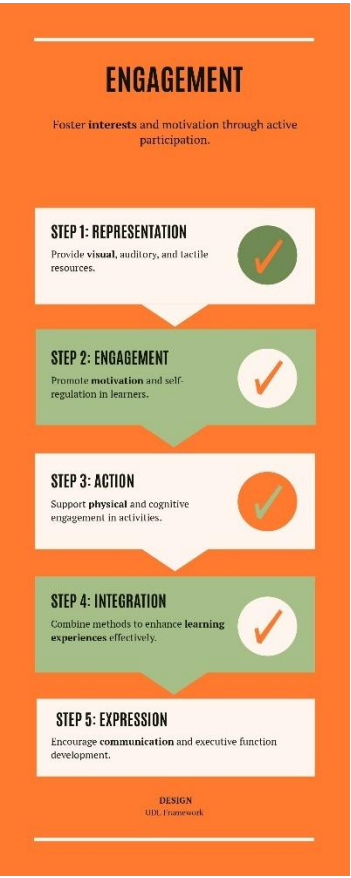 ENGAGEMENT
Foster interests and motivation through active
participation.
STEP 1: REPRESENTATION
Provide visual, auditory, and tactile
resources.
STEP 2: ENGAGEMENT
Promote motivation and self-
regulation in learners.
STEP 3: ACTION
Support physical and cognitive
engagement in activities.
STEP 4: INTEGRATION
Combine methods to enhance learning
experiences effectively.
STEP 5: EXPRESSION
Encourage communication and executive function
development.
DESIGN
UDL Framework